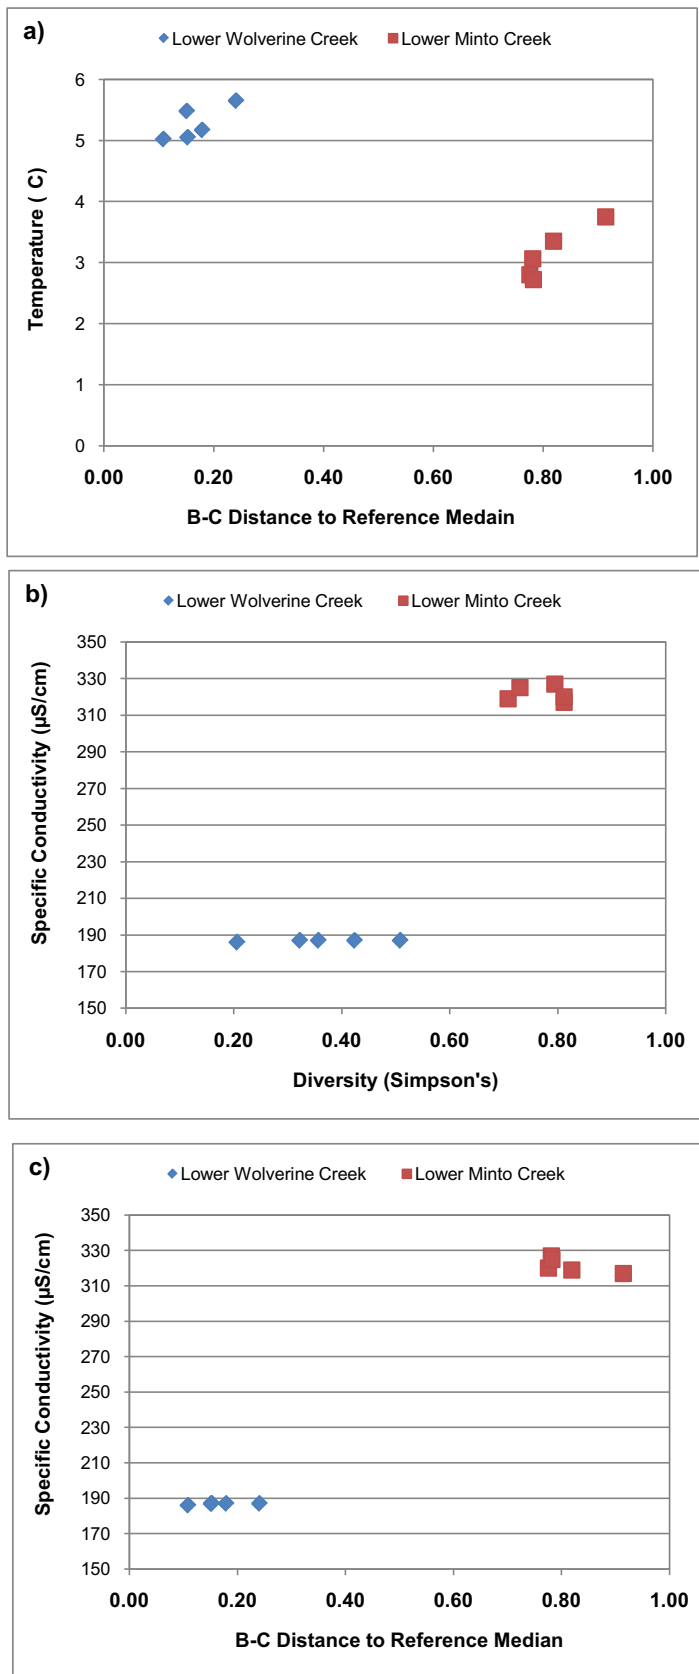 a)
Lower Wolverine Creek Lower Minto Creek
6
5
4
3
2
1
0
Temperature ( C)
0.00 0.20 0.40 0.60 0.80 1.00
B-C Distance to Reference Medain
b)
Lower Wolverine Creek Lower Minto Creek
350
330
310
290
270
250
230
210
190
170
150
Specific Conductivity (µS/cm)
0.00 0.20 0.40 0.60 0.80 1.00
Diversity (Simpson's)
c)
Lower Wolverine Creek Lower Minto Creek
350
330
310
290
270
250
230
210
190
170
150
Specific Conductivity (µS/cm)
0.00 0.20 0.40 0.60 0.80 1.00
B-C Distance to Reference Median